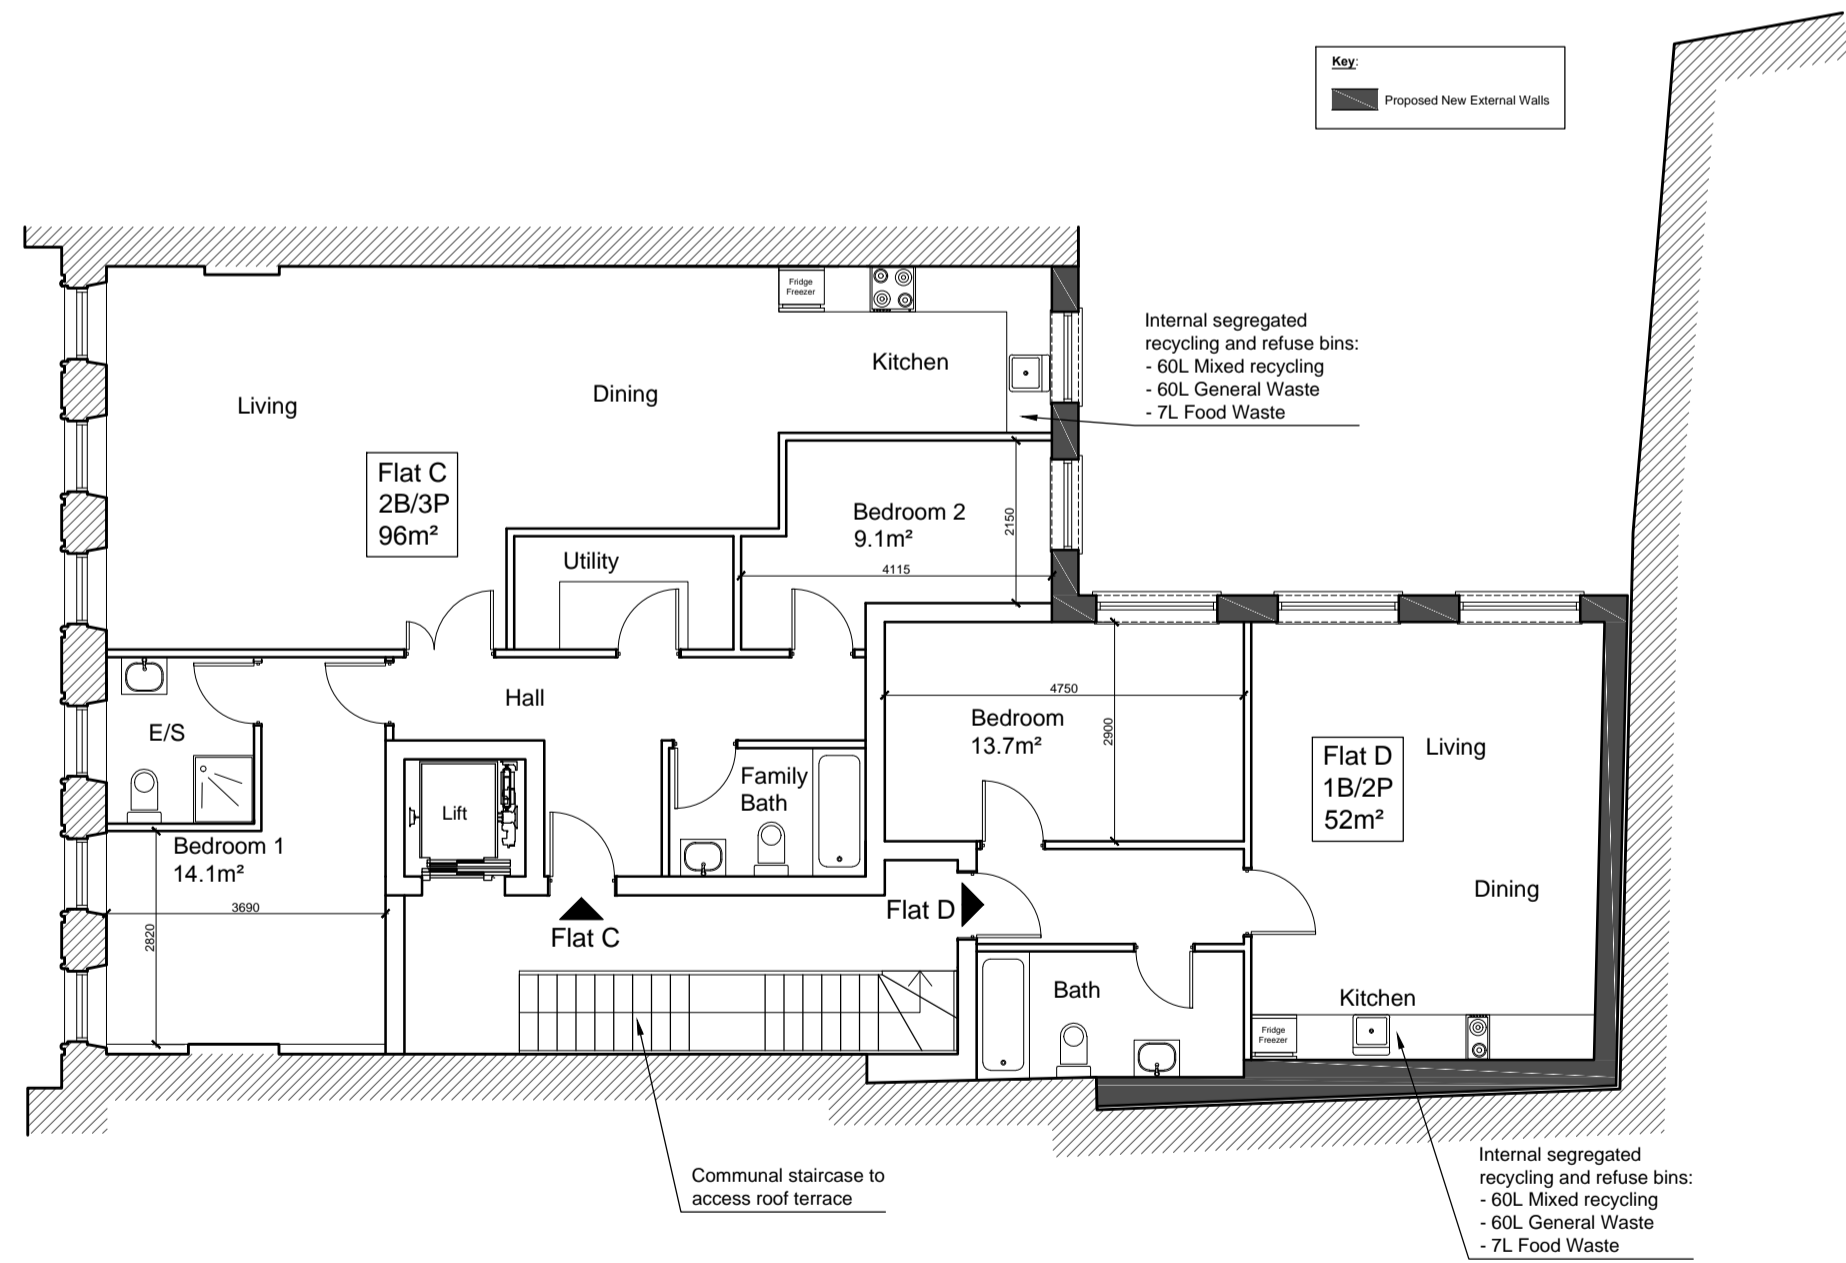 Key:
Proposed New External Walls
Fridge
Freezer
Kitchen
Dining
Living
Internal segregated
recycling and refuse bins:
- 60L Mixed recycling
- 60L General Waste
- 7L Food Waste
Flat C
2B/3P
96m²
Bedroom 2
9.1m²
2150
4115
Utility
Hall
E/S
Bedroom 1
14.1m²
3690
2820
Lift
Family
Bath
4750
2900
Bedroom
13.7m²
Flat D
1B/2P
52m²
Living
Dining
Kitchen
Flat C
Flat D
Bath
Fridge
Freezer
Communal staircase to
access roof terrace
Internal segregated
recycling and refuse bins:
- 60L Mixed recycling
- 60L General Waste
- 7L Food Waste